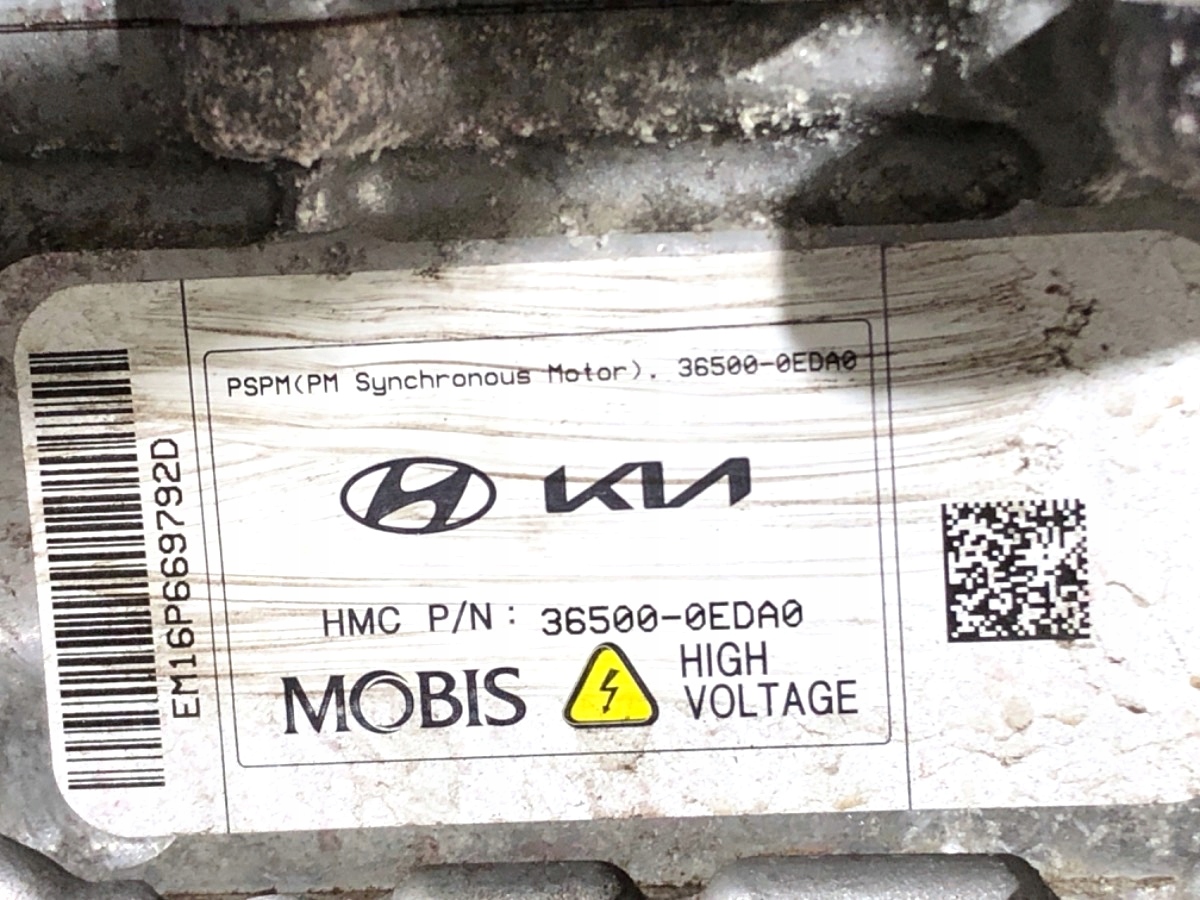 EM16P669792D
PSPM(PM Synchronous Motor). 36500-0EDA0
KIA
HMC P/N: 36500-0EDA0
MOBIS
HIGH
VOLTAGE